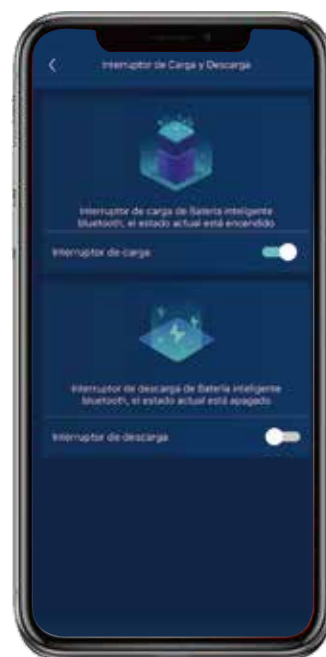 Interruptor de Carga y Descarga
Interruptor de carga de Batería inteligente
bluetooth, el estado actual está encendido
Interruptor de carga
Interruptor de descarga de Batería inteligente
bluetooth, el estado actual está apagado
Interruptor de descarga